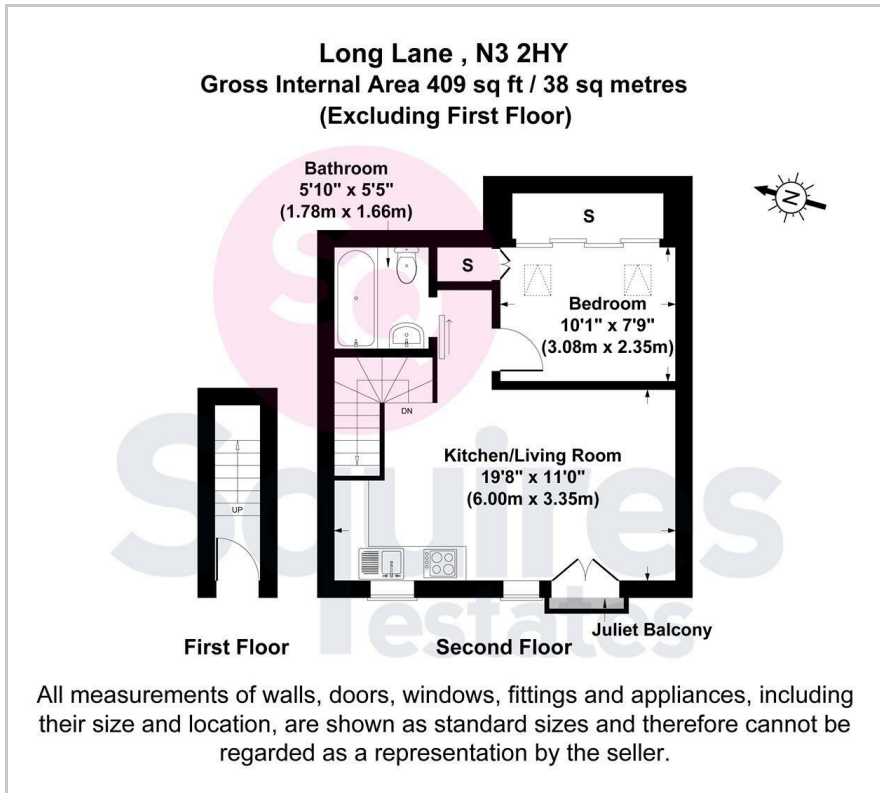 Long Lane , N3 2HY
Gross Internal Area 409 sq ft / 38 sq metres
(Excluding First Floor)
Bathroom
5'10" x 5'5"
(1.78m x 1.66m)
S
N
S
Bedroom
10'1" x 7'9"
(3.08m x 2.35m)
DN
Kitchen/Living Room
19'8" x 11'0"
(6.00m x 3.35m)
UP
SQ
Squires
estates
Juliet Balcony
First Floor
Second Floor
All measurements of walls, doors, windows, fittings and appliances, including
their size and location, are shown as standard sizes and therefore cannot be
regarded as a representation by the seller.